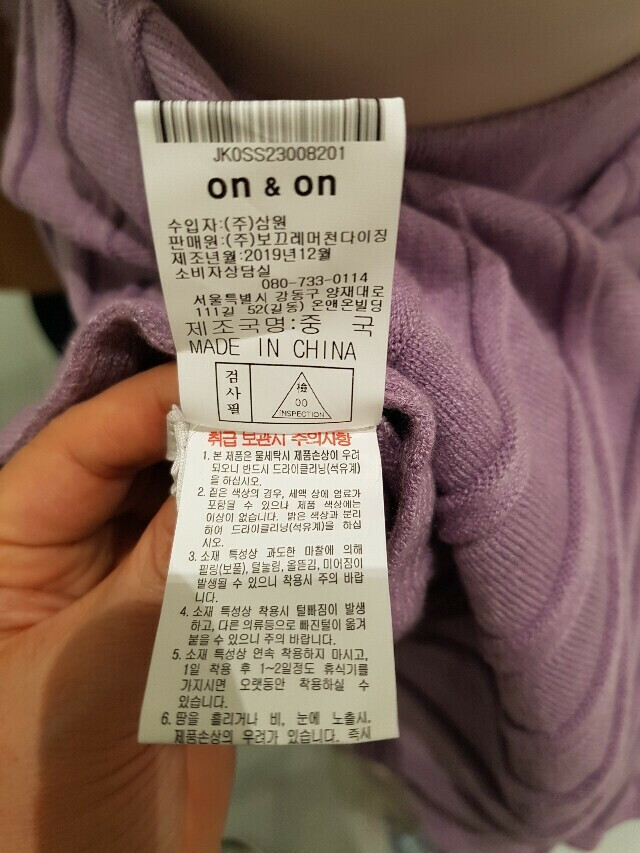 JK0SS23008201
on & on
수입자:(주)삼원
판매원:(주)보끄레머천다이징
제조년월:2019년12월
소비자상담실
080-733-0114
서울특별시 강동구 양재대로
111길 52(길동) 온앤온빌딩
제조국명:중 국
MADE IN CHINA
검사필
檢
00
INSPECTION
취급 보관시 주의사항
1. 본 제품은 물세탁시 제품손상이 우려
되오니 반드시 드라이클리닝(석유계)
을 하십시오.
2. 짙은 색상의 경우, 세액 상에 염료가
포함될 수 있으나 제품 색상에는
이상이 없습니다. 밝은 색상과 분리
하여 드라이클리닝(석유계)을 하십
시오.
3. 소재 특성상 과도한 마찰에 의해
필링(보풀), 털눌림, 올뜯김, 미어짐이
발생될 수 있으니 착용시 주의 바랍
니다.
4. 소재 특성상 착용시 털빠짐이 발생
하고, 다른 의류등으로 빠진털이 옮겨
붙을 수 있으니 주의 바랍니다.
5. 소재 특성상 연속 착용하지 마시고,
1일 착용 후 1~2일정도 휴식기를
가지시면 오랫동안 착용하실 수
있습니다.
6. 땀을 흘리거나 비, 눈에 노출시,
제품손상의 우려가 있습니다. 즉시